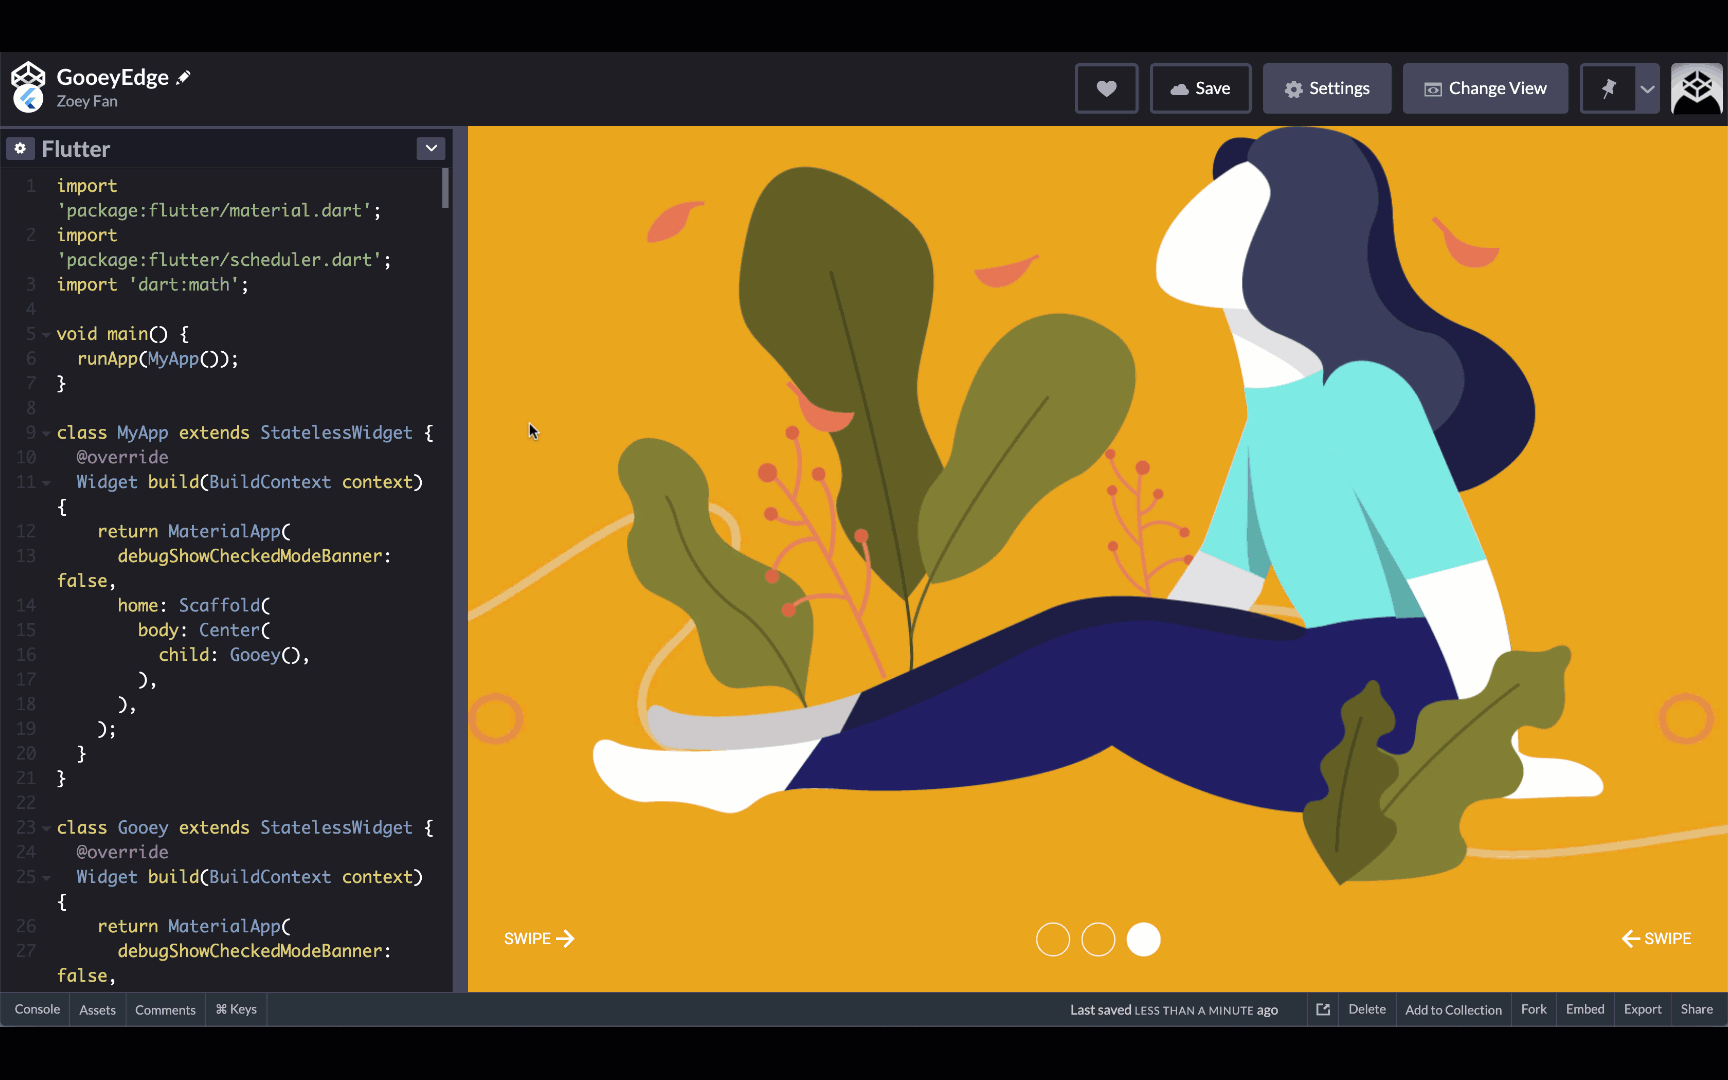 GooeyEdge
Zoey Fan
Save
Settings
Change View
Flutter
1 import
'package:flutter/material.dart';
2 import
'package:flutter/scheduler.dart';
3 import 'dart:math';
4
5 void main() {
6   runApp(MyApp());
7 }
8
9 class MyApp extends StatelessWidget {
10   @override
11   Widget build(BuildContext context)
{
12     return MaterialApp(
13       debugShowCheckedModeBanner:
false,
14       home: Scaffold(
15         body: Center(
16           child: Gooey(),
17         ),
18       ),
19     );
20   }
21 }
22
23 class Gooey extends StatelessWidget {
24   @override
25   Widget build(BuildContext context)
{
26     return MaterialApp(
27       debugShowCheckedModeBanner:
false,
SWIPE →
← SWIPE
Console
Assets
Comments
⌘ Keys
Last saved LESS THAN A MINUTE ago
Delete
Add to Collection
Fork
Embed
Export
Share